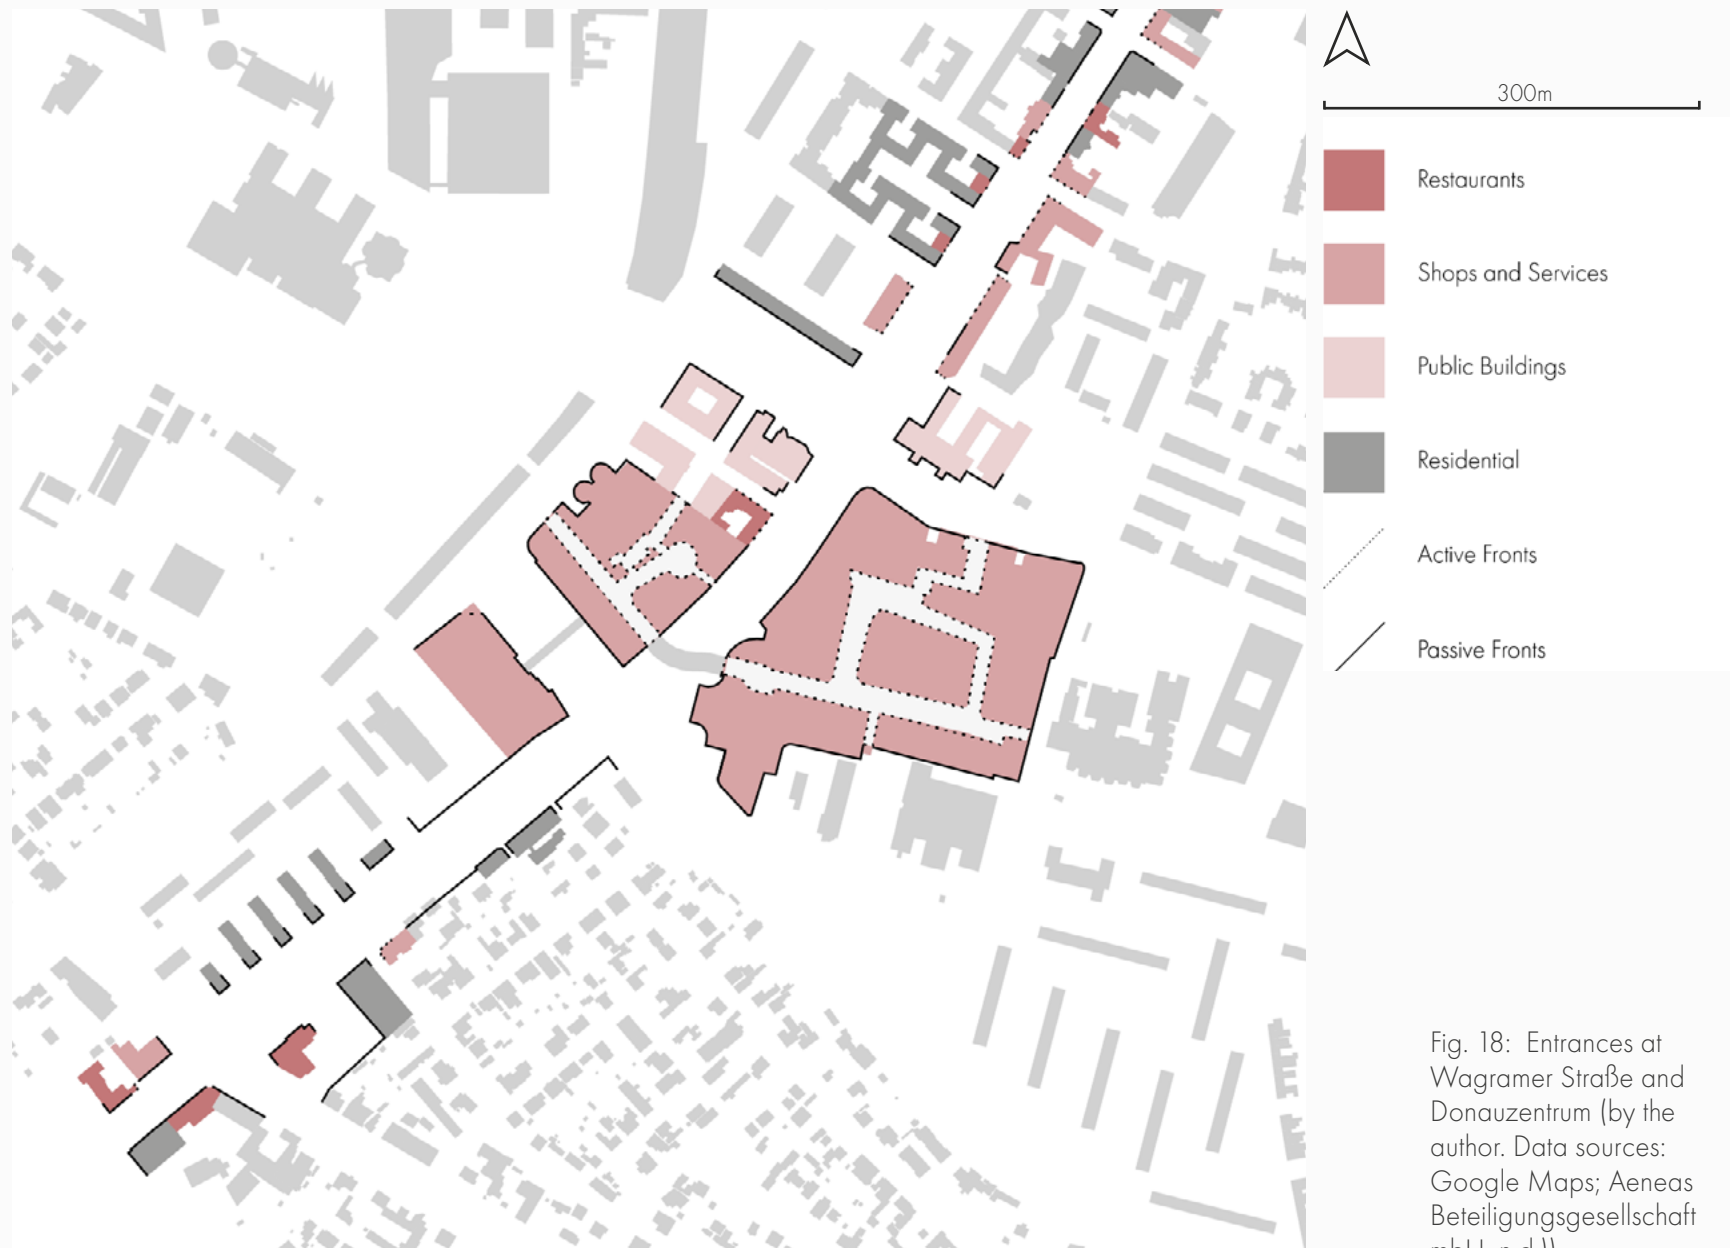 300m
Restaurants
Shops and Services
Public Buildings
Residential
Active Fronts
Passive Fronts
Fig. 18: Entrances at
Wagramer Straße and
Donauzentrum (by the
author. Data sources:
Google Maps; Aeneas
Beteiligungsgesellschaft